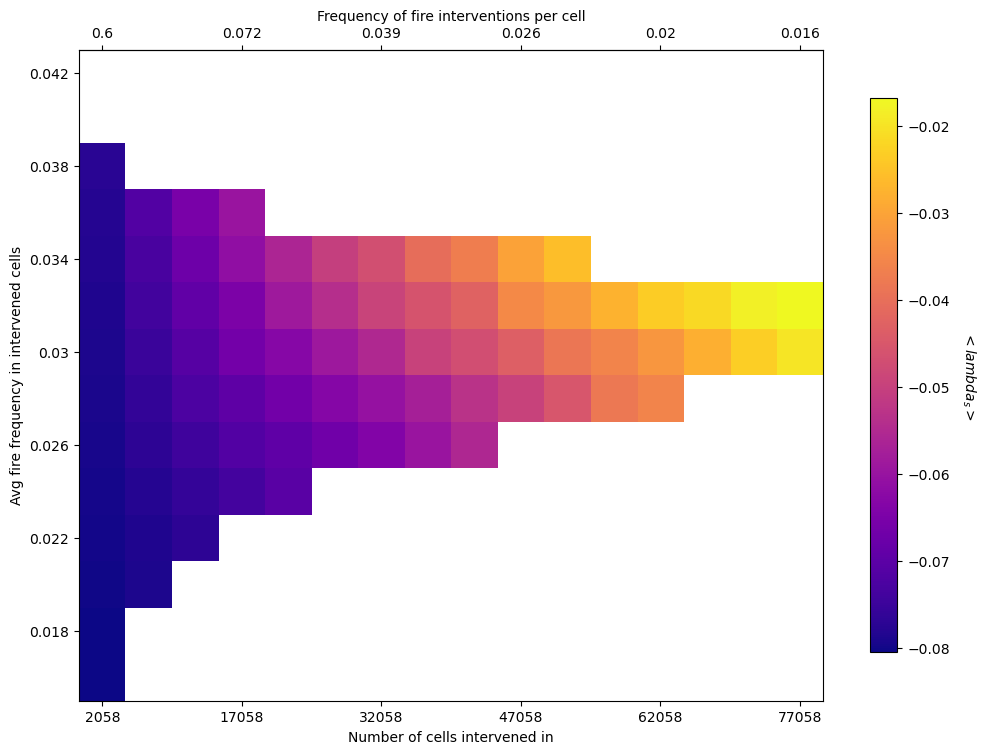 Frequency of fire interventions per cell
0.6 0.072 0.039 0.026 0.02 0.016
0.042
0.038
0.034
0.03
0.026
0.022
0.018
Avg fire frequency in intervened cells
2058 17058 32058 47058 62058 77058
Number of cells intervened in
−0.02
−0.03
−0.04
−0.05
−0.06
−0.07
−0.08
< lambda_s >